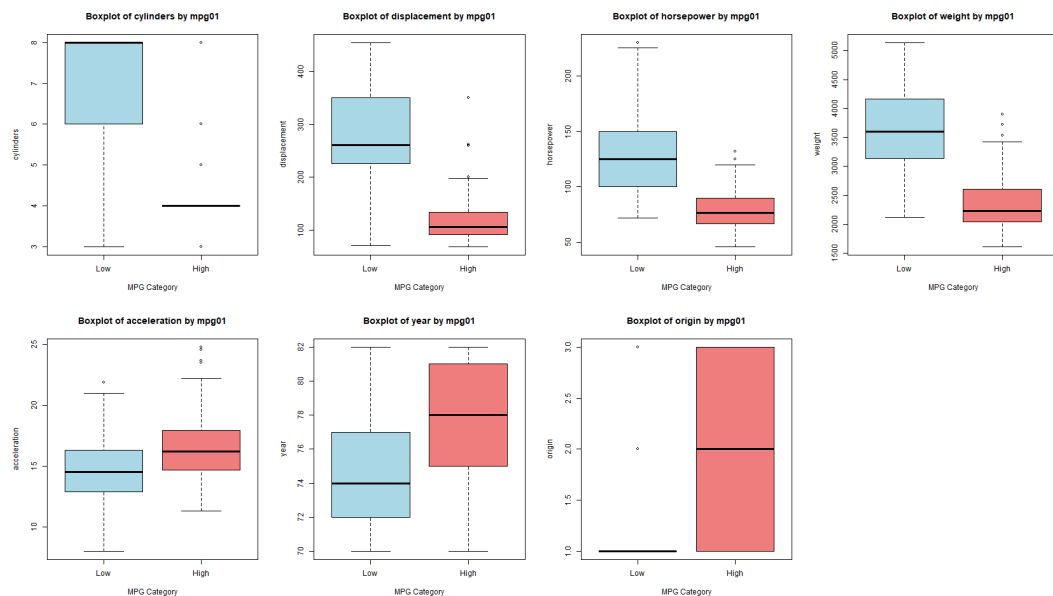 Boxplot of cylinders by mpg01
Boxplot of displacement by mpg01
Boxplot of horsepower by mpg01
Boxplot of weight by mpg01
cylinders
8
7
6
5
4
3
Low
High
MPG Category
displacement
400
300
200
100
Low
High
MPG Category
horsepower
200
150
100
50
Low
High
MPG Category
weight
5000
4500
4000
3500
3000
2500
2000
1500
Low
High
MPG Category
Boxplot of acceleration by mpg01
Boxplot of year by mpg01
Boxplot of origin by mpg01
acceleration
25
20
15
10
Low
High
MPG Category
year
82
80
78
76
74
72
70
Low
High
MPG Category
origin
3.0
2.5
2.0
1.5
1.0
Low
High
MPG Category